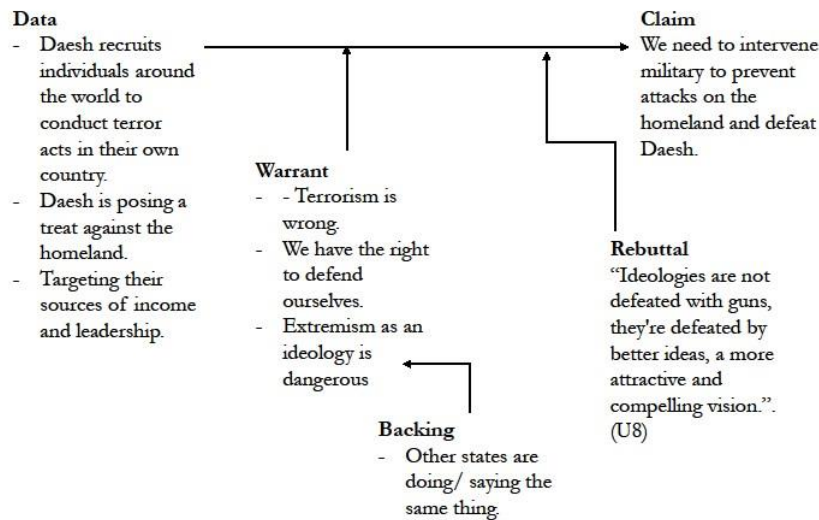 Data
- Daesh recruits
individuals around
the world to
conduct terror
acts in their own
country.
- Daesh is posing a
treat against the
homeland.
- Targeting their
sources of income
and leadership.
Warrant
- - Terrorism is
wrong.
- We have the right
to defend
ourselves.
- Extremism as an
ideology is
dangerous
Backing
- Other states are
doing/ saying the
same thing.
Claim
We need to intervene
military to prevent
attacks on the
homeland and defeat
Daesh.
Rebuttal
“Ideologies are not
defeated with guns,
they're defeated by
better ideas, a more
attractive and
compelling vision.”.
(U8)